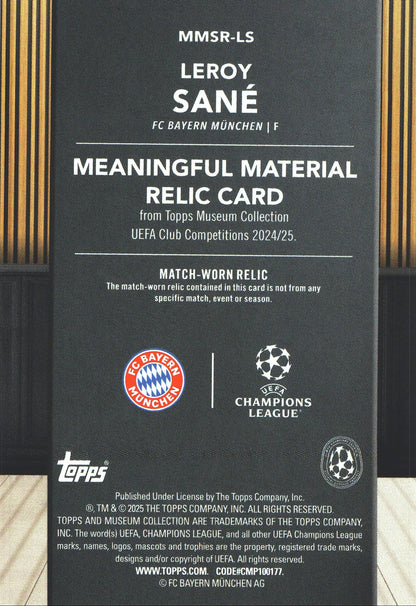 MMSR-LS
LEROY
SANÉ
FC BAYERN MÜNCHEN | F
MEANINGFUL MATERIAL
RELIC CARD
from Topps Museum Collection
UEFA Club Competitions 2024/25.
MATCH-WORN RELIC
The match-worn relic contained in this card is not from any
specific match, event or season.
FC BAYERN
MÜNCHEN
UEFA
CHAMPIONS
LEAGUE®
topps®
Published Under License by The Topps Company, Inc.
®, TM & © 2025 THE TOPPS COMPANY, INC. ALL RIGHTS RESERVED.
TOPPS AND MUSEUM COLLECTION ARE TRADEMARKS OF THE TOPPS COMPANY,
INC. The word(s) UEFA, CHAMPIONS LEAGUE, and all other UEFA Champions League
marks, names, logos, mascots and trophies are the property, registered trade marks,
designs and/or copyright of UEFA. All rights reserved.
WWW.TOPPS.COM. CODE#CMP100177.
© FC BAYERN MÜNCHEN AG